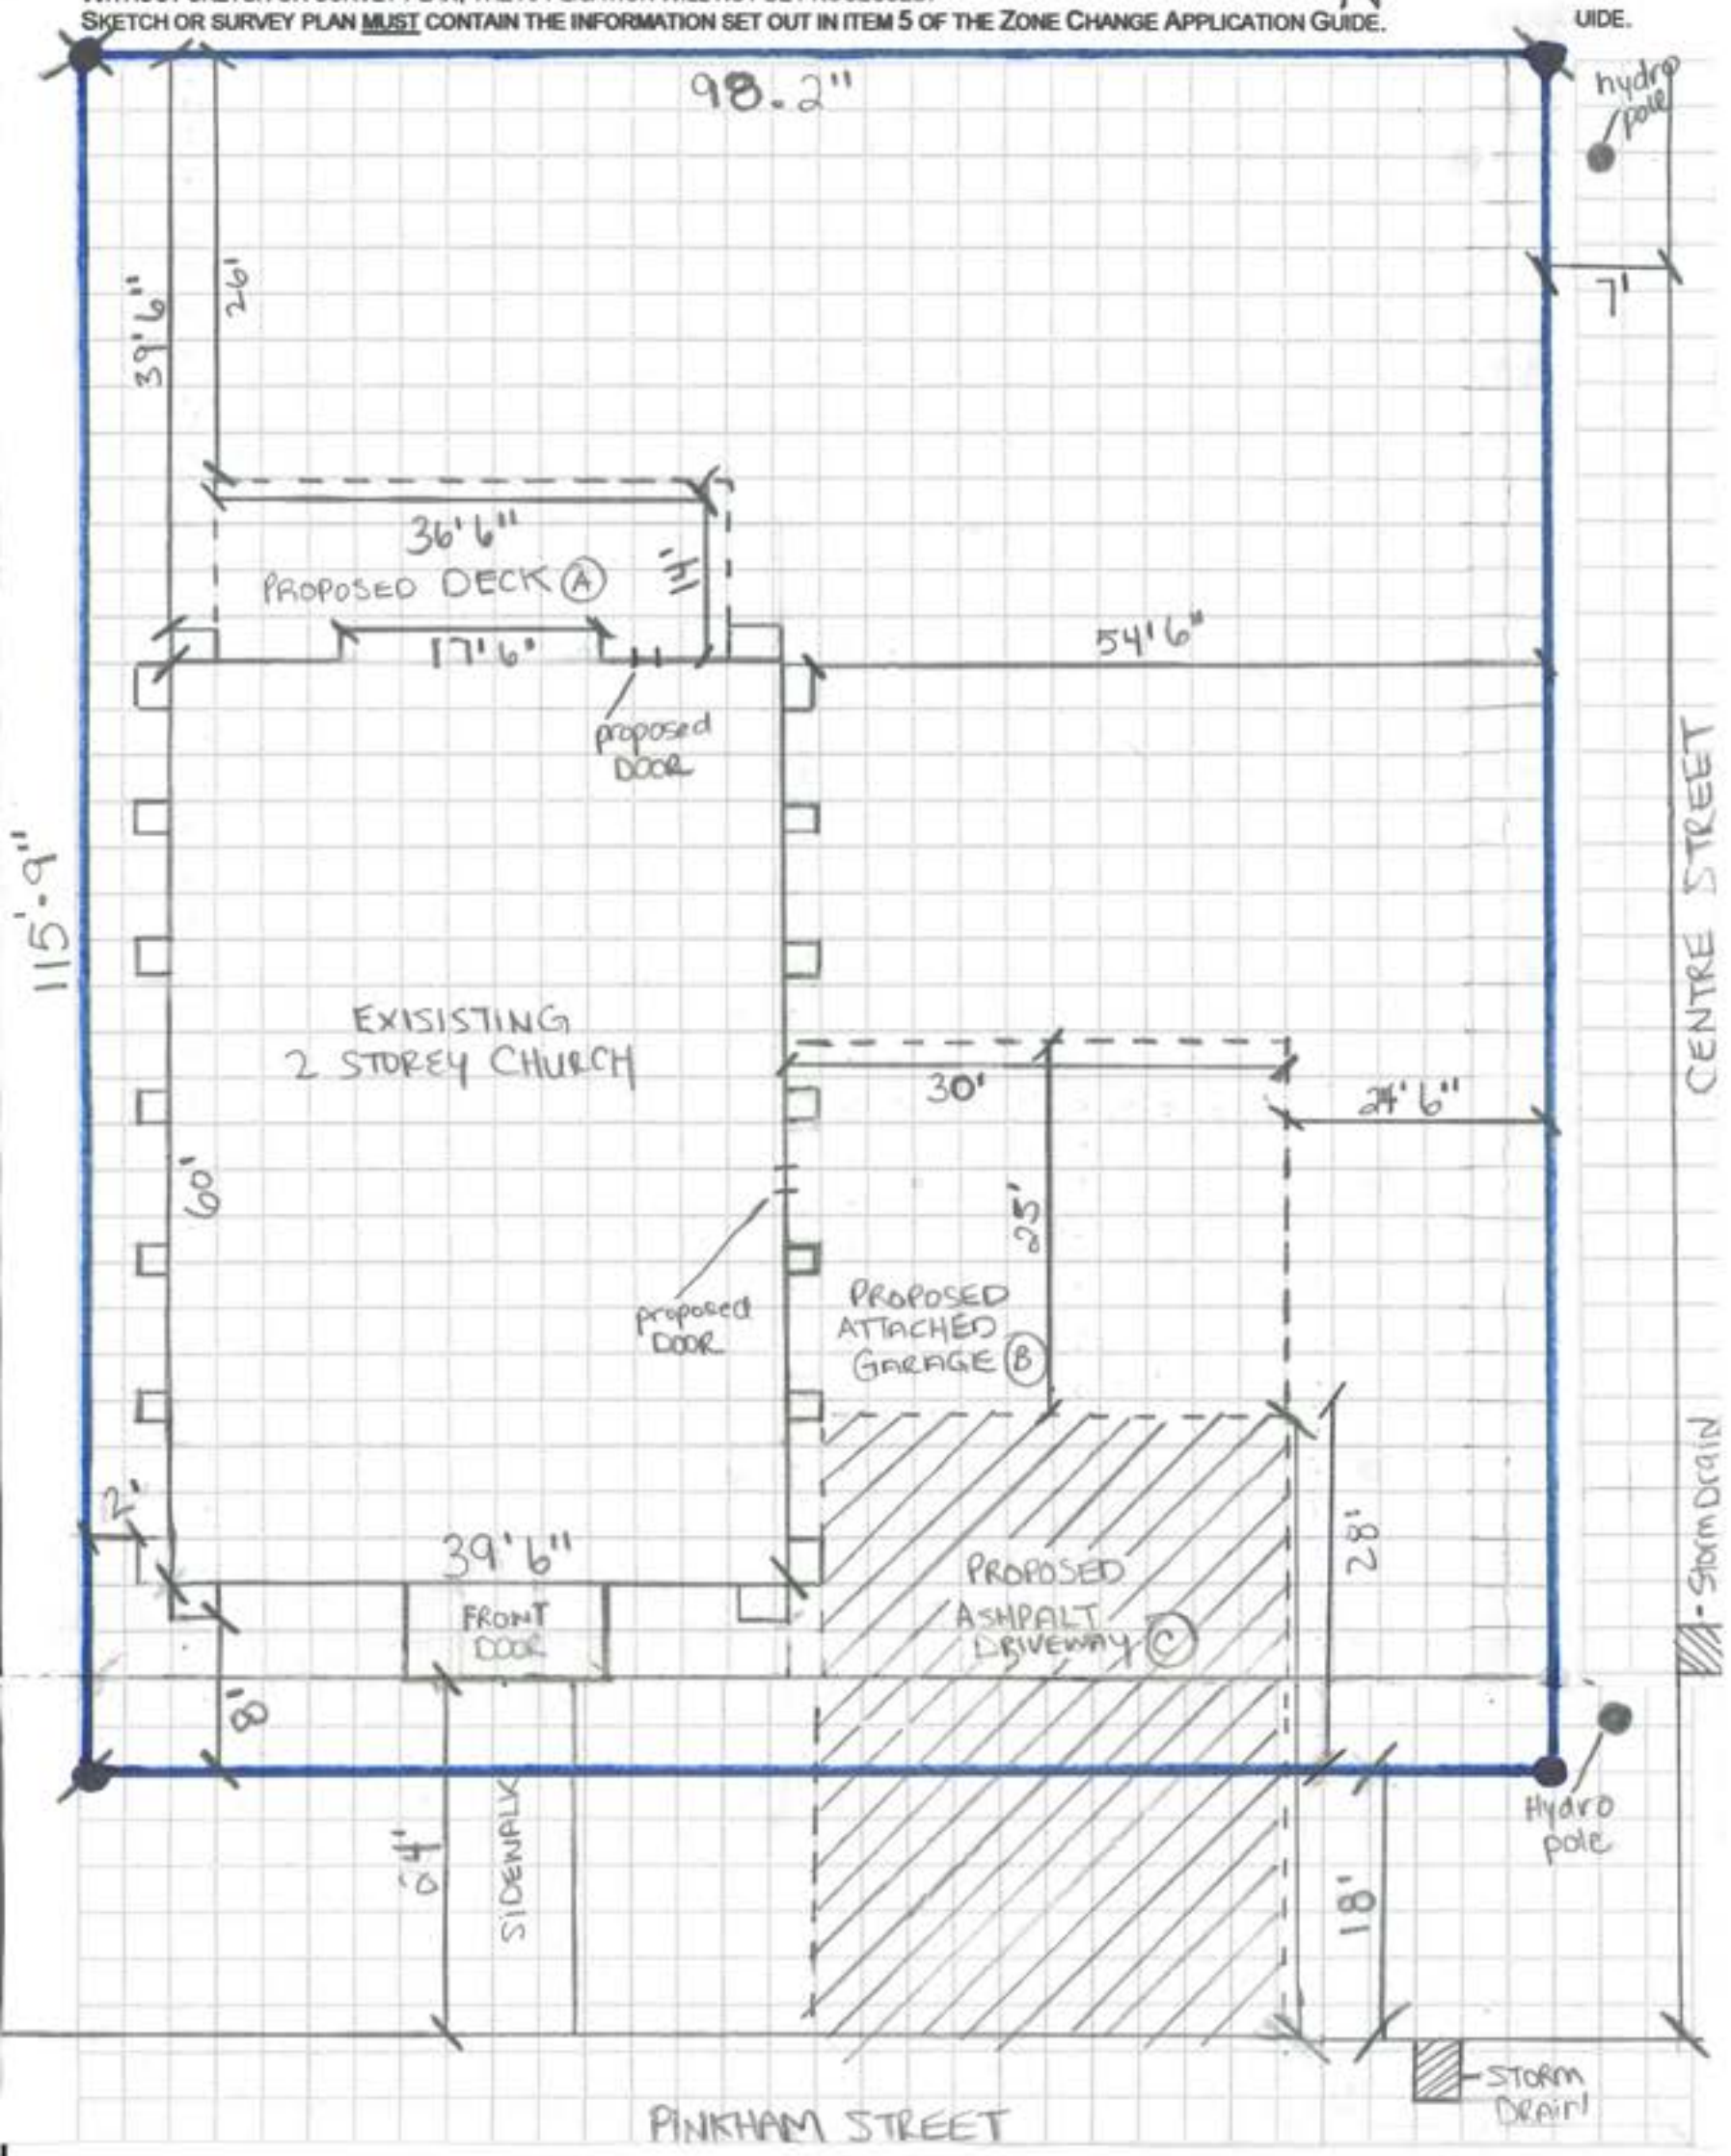 SKETCH OR SURVEY PLAN MUST CONTAIN THE INFORMATION SET OUT IN ITEM 5 OF THE ZONE CHANGE APPLICATION GUIDE.
UIDE.
98.2"
hydro
pole
7'
39'6"
26'
36'6"
PROPOSED DECK A
14'
17'6"
54'6"
proposed
DOOR
CENTRE STREET
115'-9"
EXISISTING
2 STOREY CHURCH
30'
24'6"
60'
25'
proposed
DOOR
PROPOSED
ATTACHED
GARAGE B
2'
39'6"
28'
FRONT
DOOR
PROPOSED
ASHPALT
DRIVEWAY C
- Storm Drain
8'
SIDEWALK
18'
Hydro
pole
- STORM
DRAIN
PINKHAM STREET